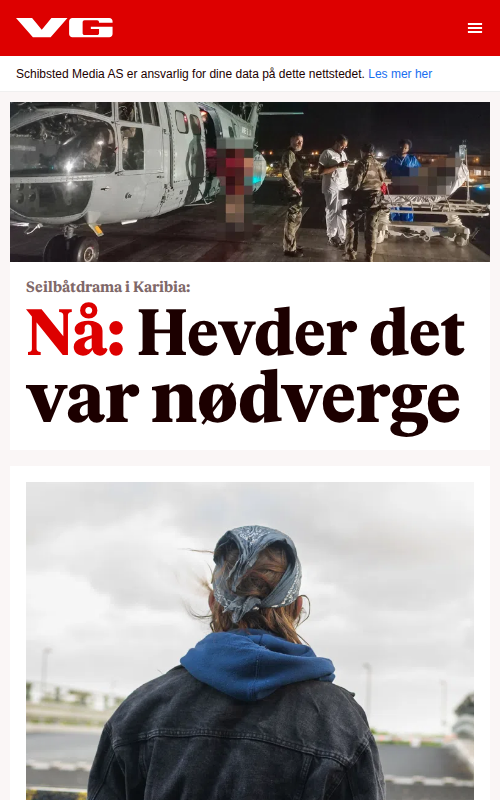 VG
Schibsted Media AS er ansvarlig for dine data på dette nettstedet. Les mer her
Seilbåtdrama i Karibia:
Nå: Hevder det
var nødverge